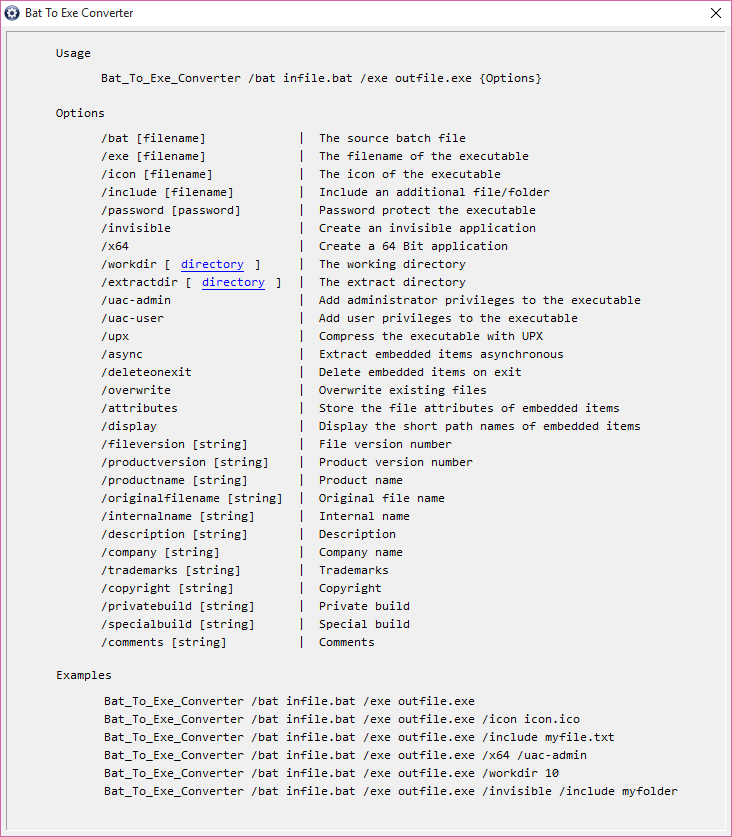 Bat To Exe Converter
Usage
Bat_To_Exe_Converter /bat infile.bat /exe outfile.exe {Options}
Options
/bat [filename] | The source batch file
/exe [filename] | The filename of the executable
/icon [filename] | The icon of the executable
/include [filename] | Include an additional file/folder
/password [password] | Password protect the executable
/invisible | Create an invisible application
/x64 | Create a 64 Bit application
/workdir [ directory ] | The working directory
/extractdir [ directory ] | The extract directory
/uac-admin | Add administrator privileges to the executable
/uac-user | Add user privileges to the executable
/upx | Compress the executable with UPX
/async | Extract embedded items asynchronous
/deleteonexit | Delete embedded items on exit
/overwrite | Overwrite existing files
/attributes | Store the file attributes of embedded items
/display | Display the short path names of embedded items
/fileversion [string] | File version number
/productversion [string] | Product version number
/productname [string] | Product name
/originalfilename [string] | Original file name
/internalname [string] | Internal name
/description [string] | Description
/company [string] | Company name
/trademarks [string] | Trademarks
/copyright [string] | Copyright
/privatebuild [string] | Private build
/specialbuild [string] | Special build
/comments [string] | Comments
Examples
Bat_To_Exe_Converter /bat infile.bat /exe outfile.exe
Bat_To_Exe_Converter /bat infile.bat /exe outfile.exe /icon icon.ico
Bat_To_Exe_Converter /bat infile.bat /exe outfile.exe /include myfile.txt
Bat_To_Exe_Converter /bat infile.bat /exe outfile.exe /x64 /uac-admin
Bat_To_Exe_Converter /bat infile.bat /exe outfile.exe /workdir 10
Bat_To_Exe_Converter /bat infile.bat /exe outfile.exe /invisible /include myfolder